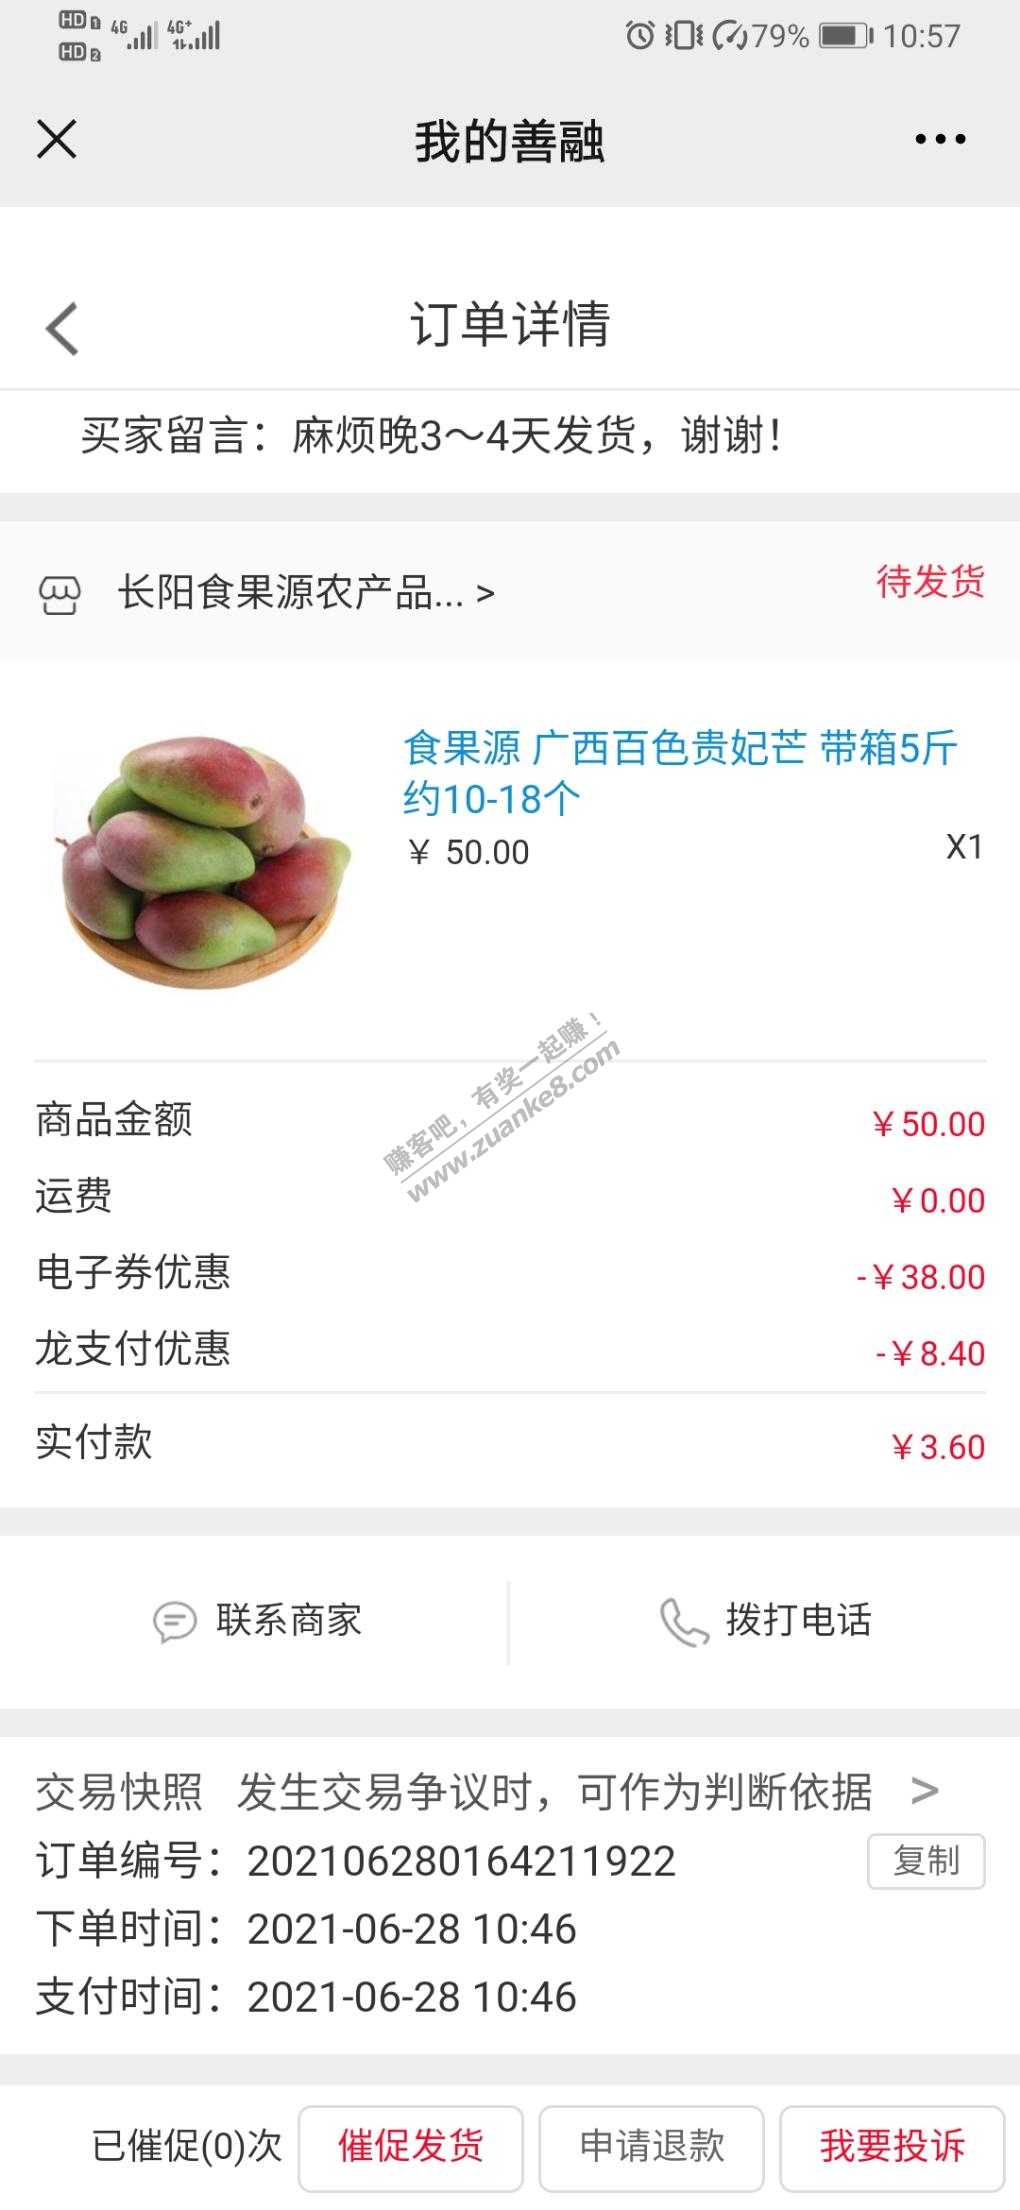 HD 1 4G 4G+ 79% 10:57
HD 2
我的善融
订单详情
买家留言：麻烦晚3～4天发货，谢谢！
长阳食果源农产品... >
待发货
食果源 广西百色贵妃芒 带箱5斤
约10-18个
￥ 50.00
X1
赚客吧，有奖一起赚！
www.zuanke8.com
商品金额 ￥50.00
运费 ￥0.00
电子券优惠 -￥38.00
龙支付优惠 -￥8.40
实付款 ￥3.60
联系商家 拨打电话
交易快照 发生交易争议时，可作为判断依据 >
订单编号：202106280164211922 复制
下单时间：2021-06-28 10:46
支付时间：2021-06-28 10:46
已催促(0)次 催促发货 申请退款 我要投诉